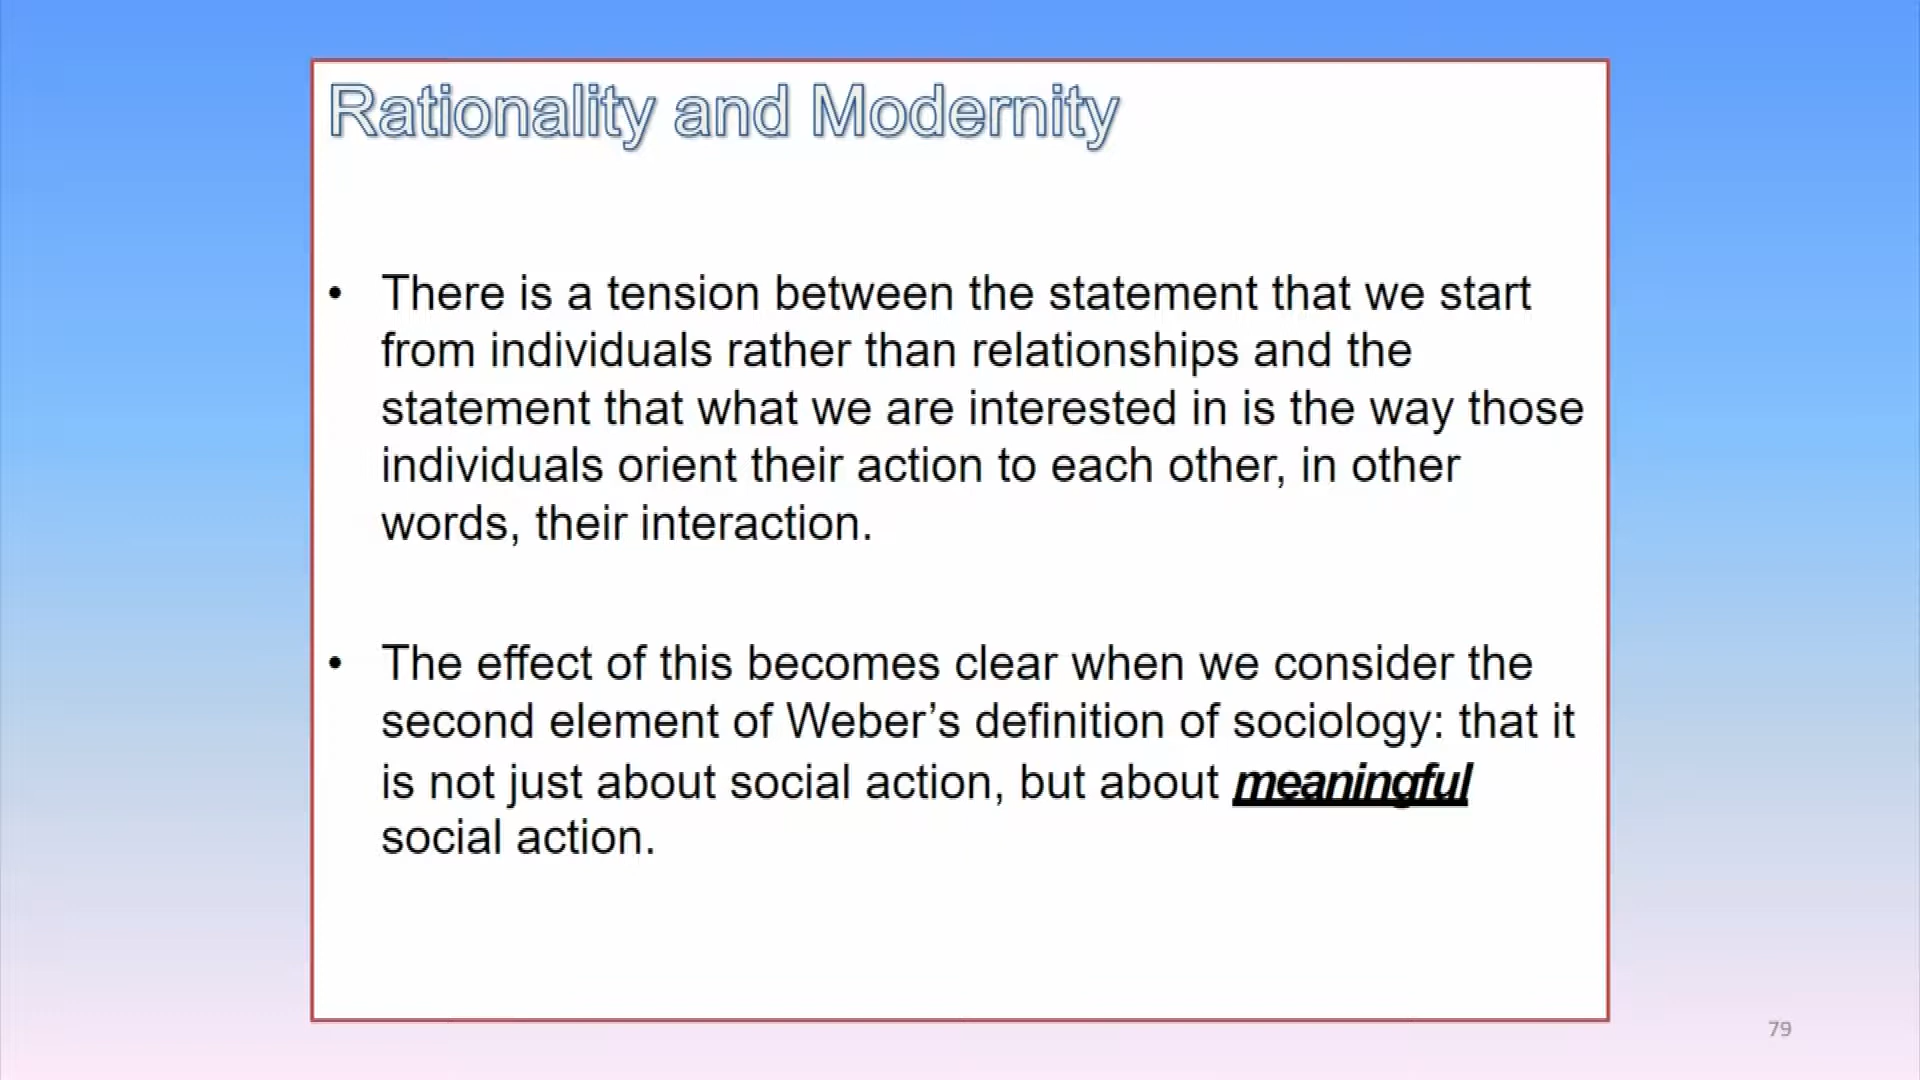 Rationality and Modernity
• There is a tension between the statement that we start
from individuals rather than relationships and the
statement that what we are interested in is the way those
individuals orient their action to each other, in other
words, their interaction.
• The effect of this becomes clear when we consider the
second element of Weber’s definition of sociology: that it
is not just about social action, but about meaningful
social action.
79